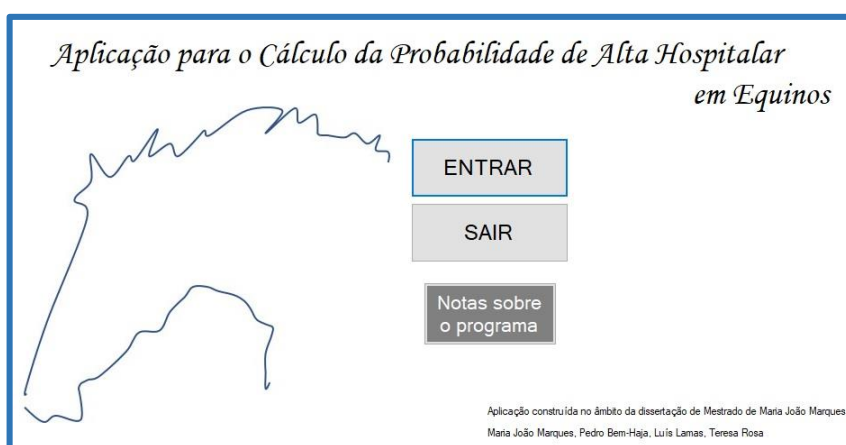 Aplicação para o Cálculo da Probabilidade de Alta Hospitalar
em Equinos
ENTRAR
SAIR
Notas sobre
o programa
Aplicação construída no âmbito da dissertação de Mestrado de Maria João Marques
Maria João Marques, Pedro Bem-Haja, Luís Lamas, Teresa Rosa